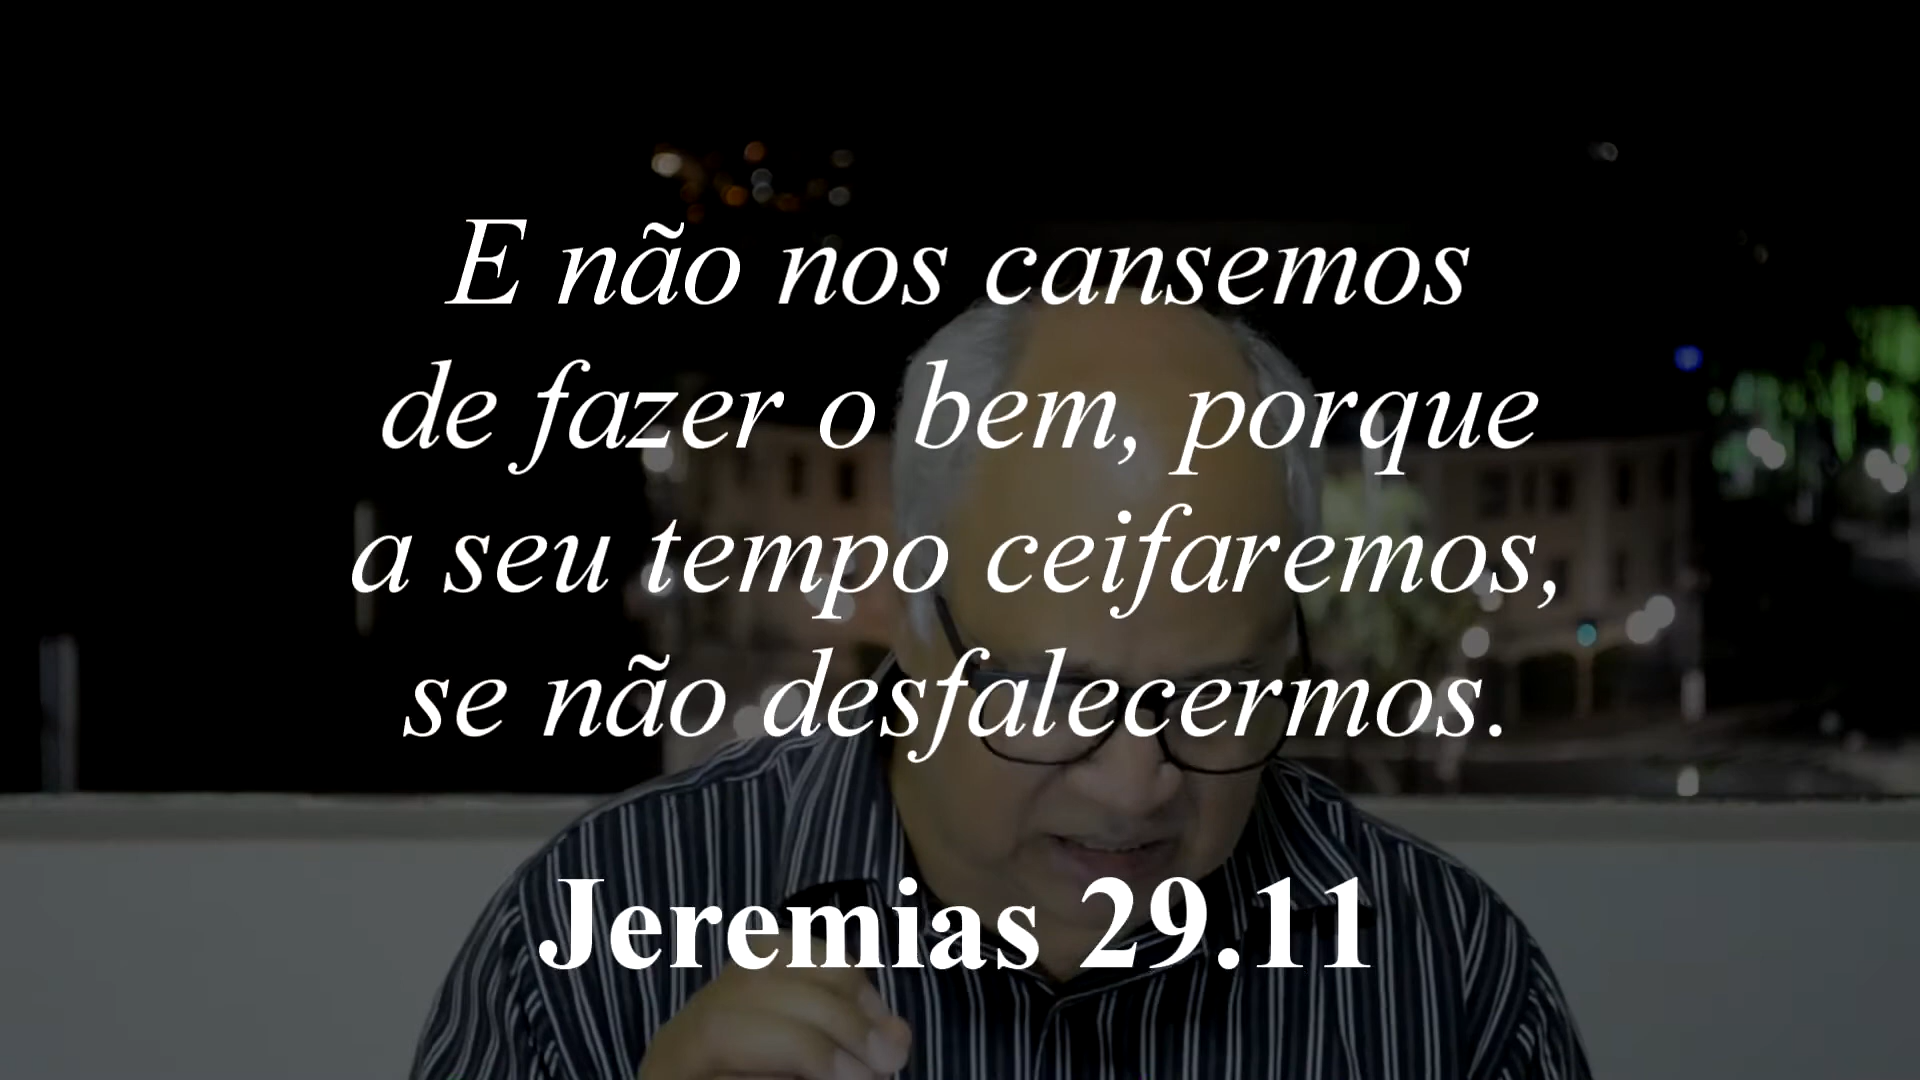 E não nos cansemos
de fazer o bem, porque
a seu tempo ceifaremos,
se não desfalecermos.
Jeremias 29.11